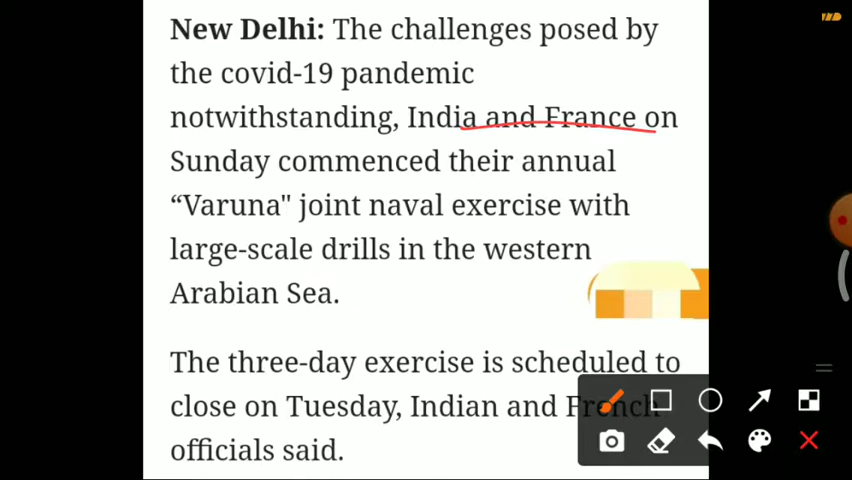 New Delhi: The challenges posed by
the covid-19 pandemic
notwithstanding, India and France on
Sunday commenced their annual
“Varuna" joint naval exercise with
large-scale drills in the western
Arabian Sea.
The three-day exercise is scheduled to
close on Tuesday, Indian and French
officials said.